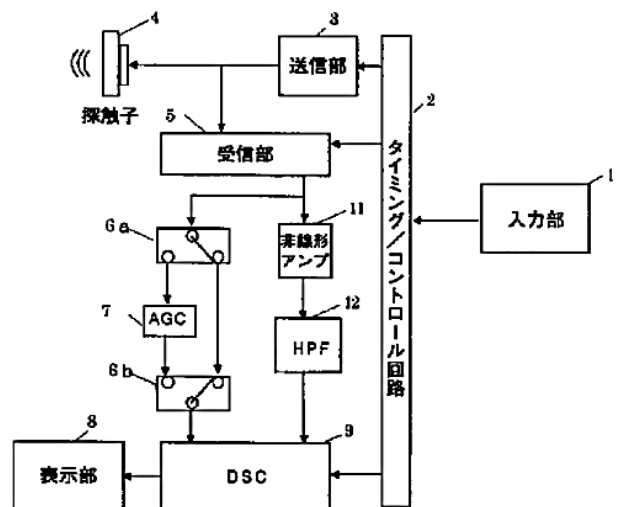 4
3
送信部
2
探触子
5
受信部
タイミング/コントロール回路
1
入力部
6a
11
非線形
アンプ
7
AGC
12
HPF
6b
8
表示部
9
DSC